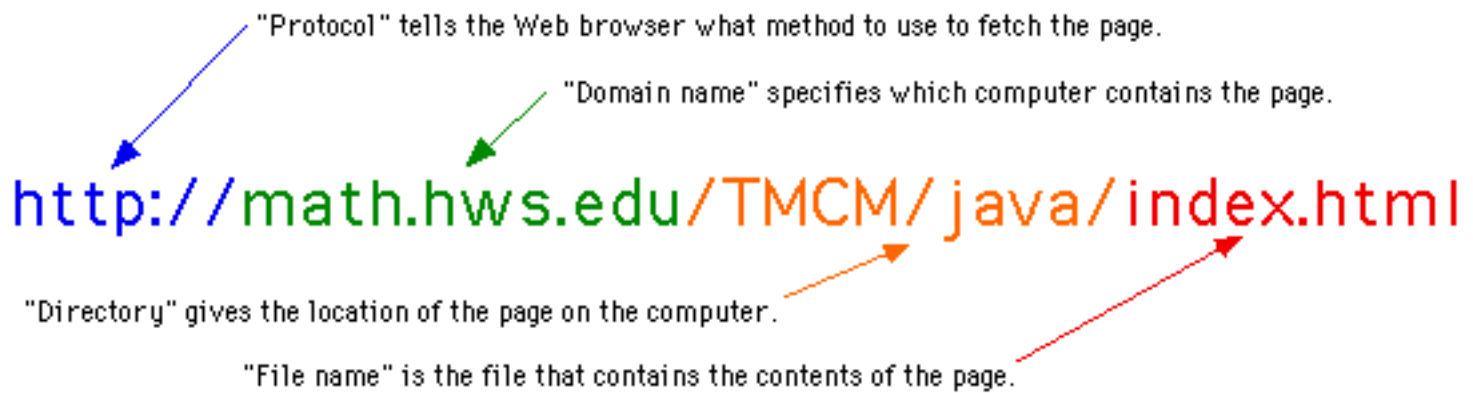 "Protocol" tells the Web browser what method to use to fetch the page.
"Domain name" specifies which computer contains the page.
http://math.hws.edu/TMCM/java/index.html
"Directory" gives the location of the page on the computer.
"File name" is the file that contains the contents of the page.